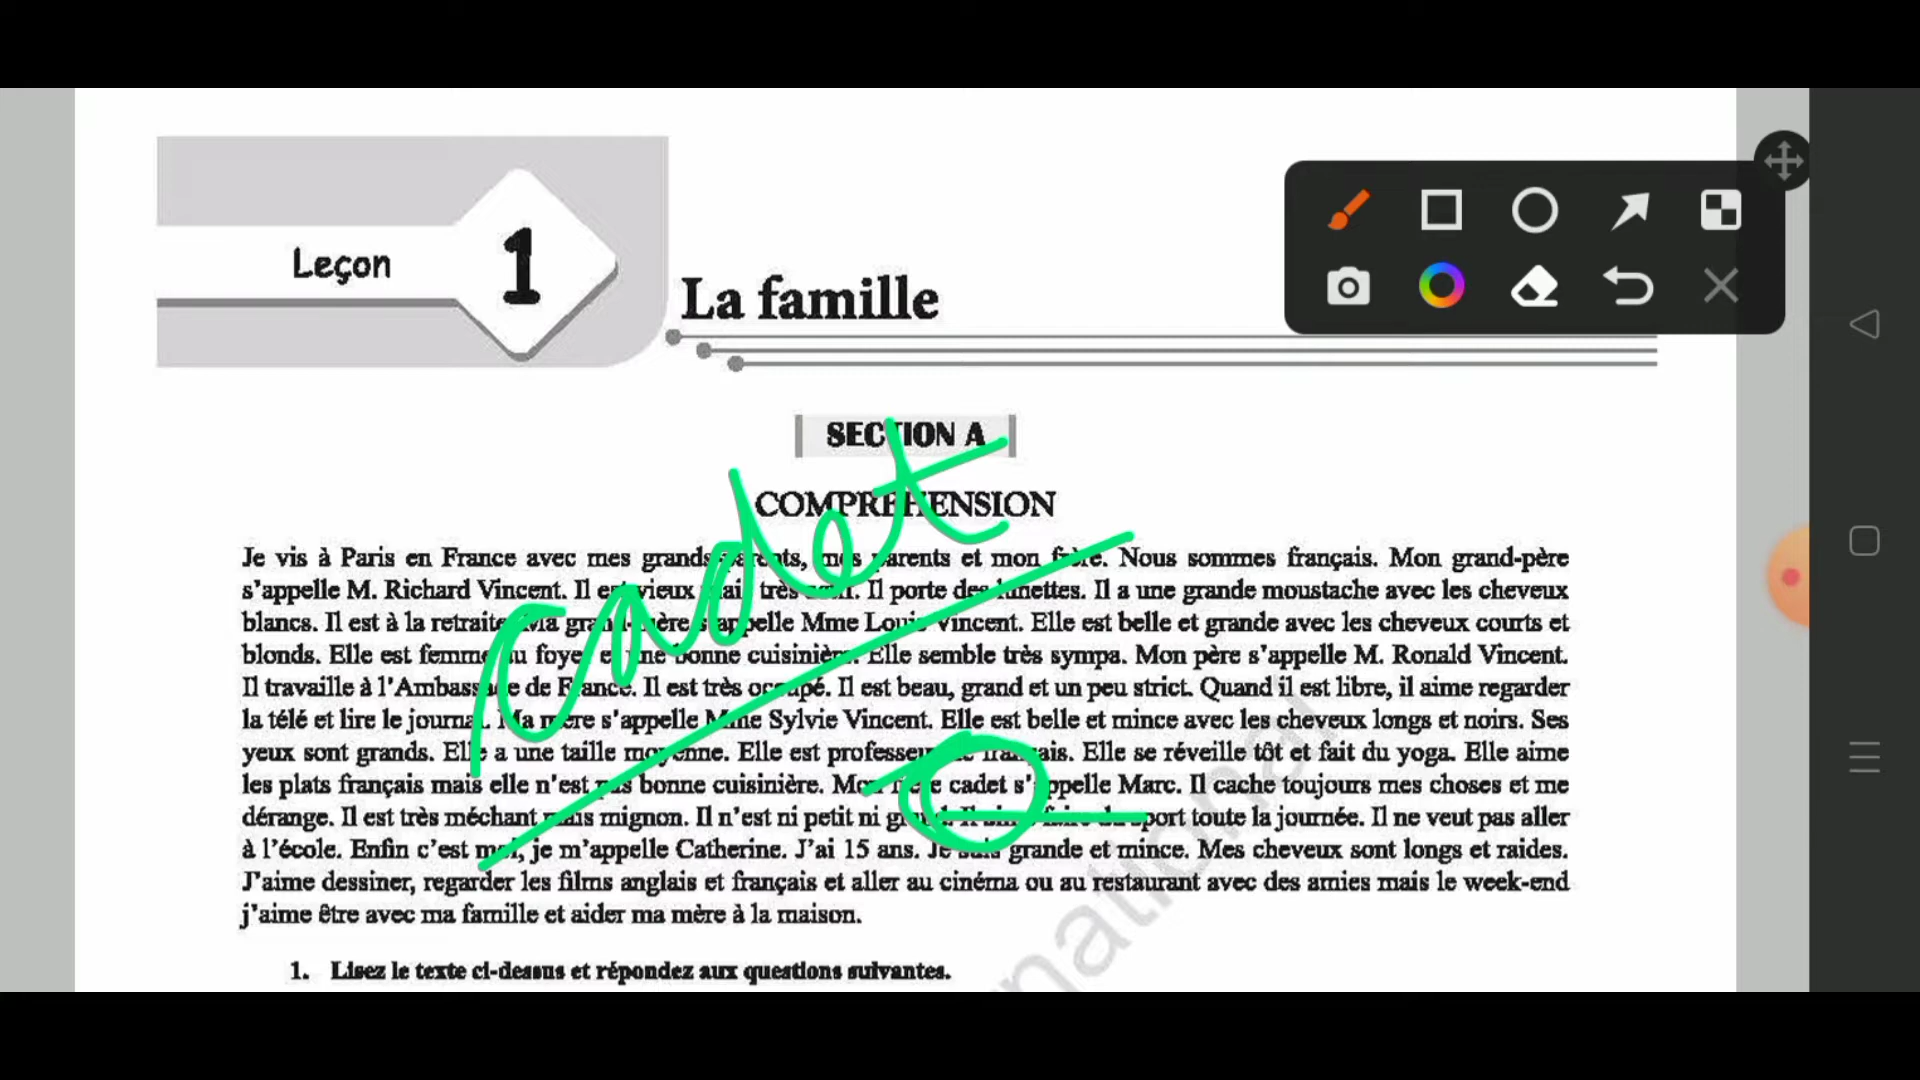 Leçon
1
La famille
SECTION A
cadet
COMPREHENSION
Je vis à Paris en France avec mes grands-parents, mes parents et mon frère. Nous sommes français. Mon grand-père
s’appelle M. Richard Vincent. Il est vieux mais très actif. Il porte des lunettes. Il a une grande moustache avec les cheveux
blancs. Il est à la retraite. Ma grand-mère s’appelle Mme Louis Vincent. Elle est belle et grande avec les cheveux courts et
blonds. Elle est femme au foyer et une bonne cuisinière. Elle semble très sympa. Mon père s’appelle M. Ronald Vincent.
Il travaille à l’Ambassade de France. Il est très occupé. Il est beau, grand et un peu strict. Quand il est libre, il aime regarder
la télé et lire le journal. Ma mère s’appelle Mme Sylvie Vincent. Elle est belle et mince avec les cheveux longs et noirs. Ses
yeux sont grands. Elle a une taille moyenne. Elle est professeur de français. Elle se réveille tôt et fait du yoga. Elle aime
les plats français mais elle n’est pas bonne cuisinière. Mon frère cadet s’appelle Marc. Il cache toujours mes choses et me
dérange. Il est très méchant mais mignon. Il n’est ni petit ni grand. Il aime faire du sport toute la journée. Il ne veut pas aller
à l’école. Enfin c’est moi, je m’appelle Catherine. J’ai 15 ans. Je suis grande et mince. Mes cheveux sont longs et raides.
J’aime dessiner, regarder les films anglais et français et aller au cinéma ou au restaurant avec des amies mais le week-end
j’aime être avec ma famille et aider ma mère à la maison.
1. Lisez le texte ci-dessus et répondez aux questions suivantes.